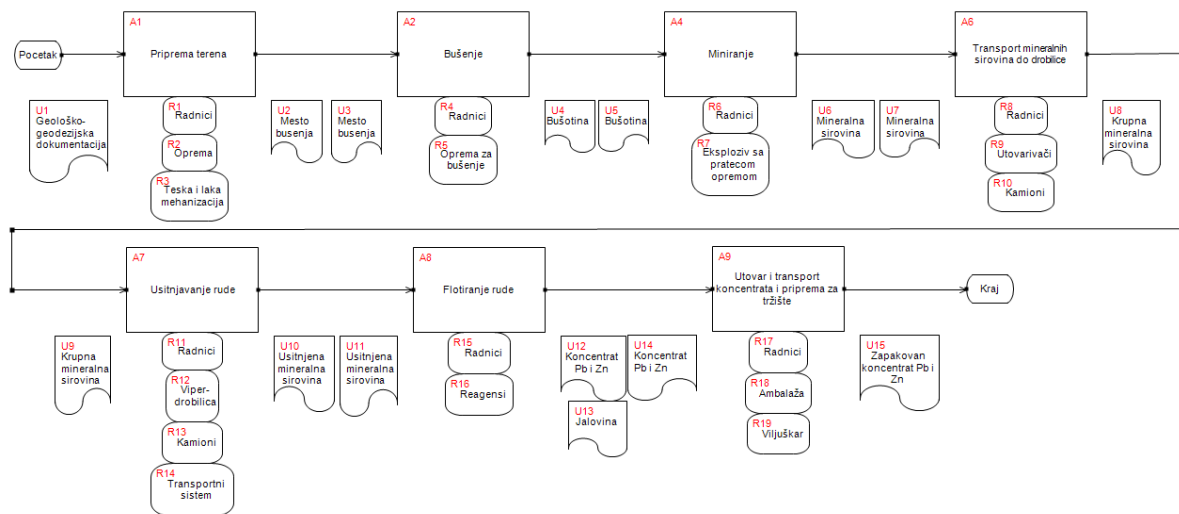 Pocetak
A1
Priprema terena
A2
Bušenje
A4
Miniranje
A6
Transport mineralnih
sirovina do drobilice
U1
Geološko-
geodezijska
dokumentacija
R1
Radnici
R2
Oprema
R3
Teska i laka
mehanizacija
U2
Mesto
busenja
U3
Mesto
busenja
R4
Radnici
R5
Oprema za
bušenje
U4
Bušotina
U5
Bušotina
R6
Radnici
R7
Eksploziv sa
pratecom
opremom
U6
Mineralna
sirovina
U7
Mineralna
sirovina
R8
Radnici
R9
Utovarivači
R10
Kamioni
U8
Krupna
mineralna
sirovina
A7
Usitnjavanje rude
A8
Flotiranje rude
A9
Utovar i transport
koncentrata i priprema za
tržište
Kraj
U9
Krupna
mineralna
sirovina
R11
Radnici
R12
Viper-
drobilica
R13
Kamioni
R14
Transportni
sistem
U10
Usitnjena
mineralna
sirovina
U11
Usitnjena
mineralna
sirovina
R15
Radnici
R16
Reagensi
U12
Koncentrat
Pb i Zn
U14
Koncentrat
Pb i Zn
U13
Jalovina
R17
Radnici
R18
Ambalaža
R19
Viljuškar
U15
Zapakovan
koncentrat Pb i
Zn